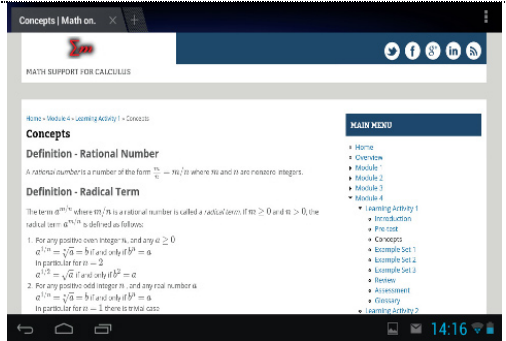 Concepts | Math on. × +
Σm
MATH SUPPORT FOR CALCULUS
Home » Module 4 » Learning Activity 1 » Concepts
Concepts
Definition - Rational Number
A rational number is a number of the form m/n = m/n where m and n are nonzero integers.
Definition - Radical Term
The term a^{m/n} where m/n is a rational number is called a radical term. If m ≥ 0 and n > 0, the
radical term a^{m/n} is defined as follows:
1. For any positive even integer n, and any a ≥ 0
a^{1/n} = ⁿ√a = b if and only if bⁿ = a
In particular for n = 2
a^{1/2} = √a if and only if b² = a
2. For any positive odd integer n, and any real number a
a^{1/n} = ⁿ√a = b if and only if bⁿ = a
In particular for n = 1 there is trivial case
MAIN MENU
Home
Overview
Module 1
Module 2
Module 3
Module 4
Learning Activity 1
Introduction
Pre-test
Concepts
Example Set 1
Example Set 2
Example Set 3
Review
Assessment
Glossary
Learning Activity 2
14:16